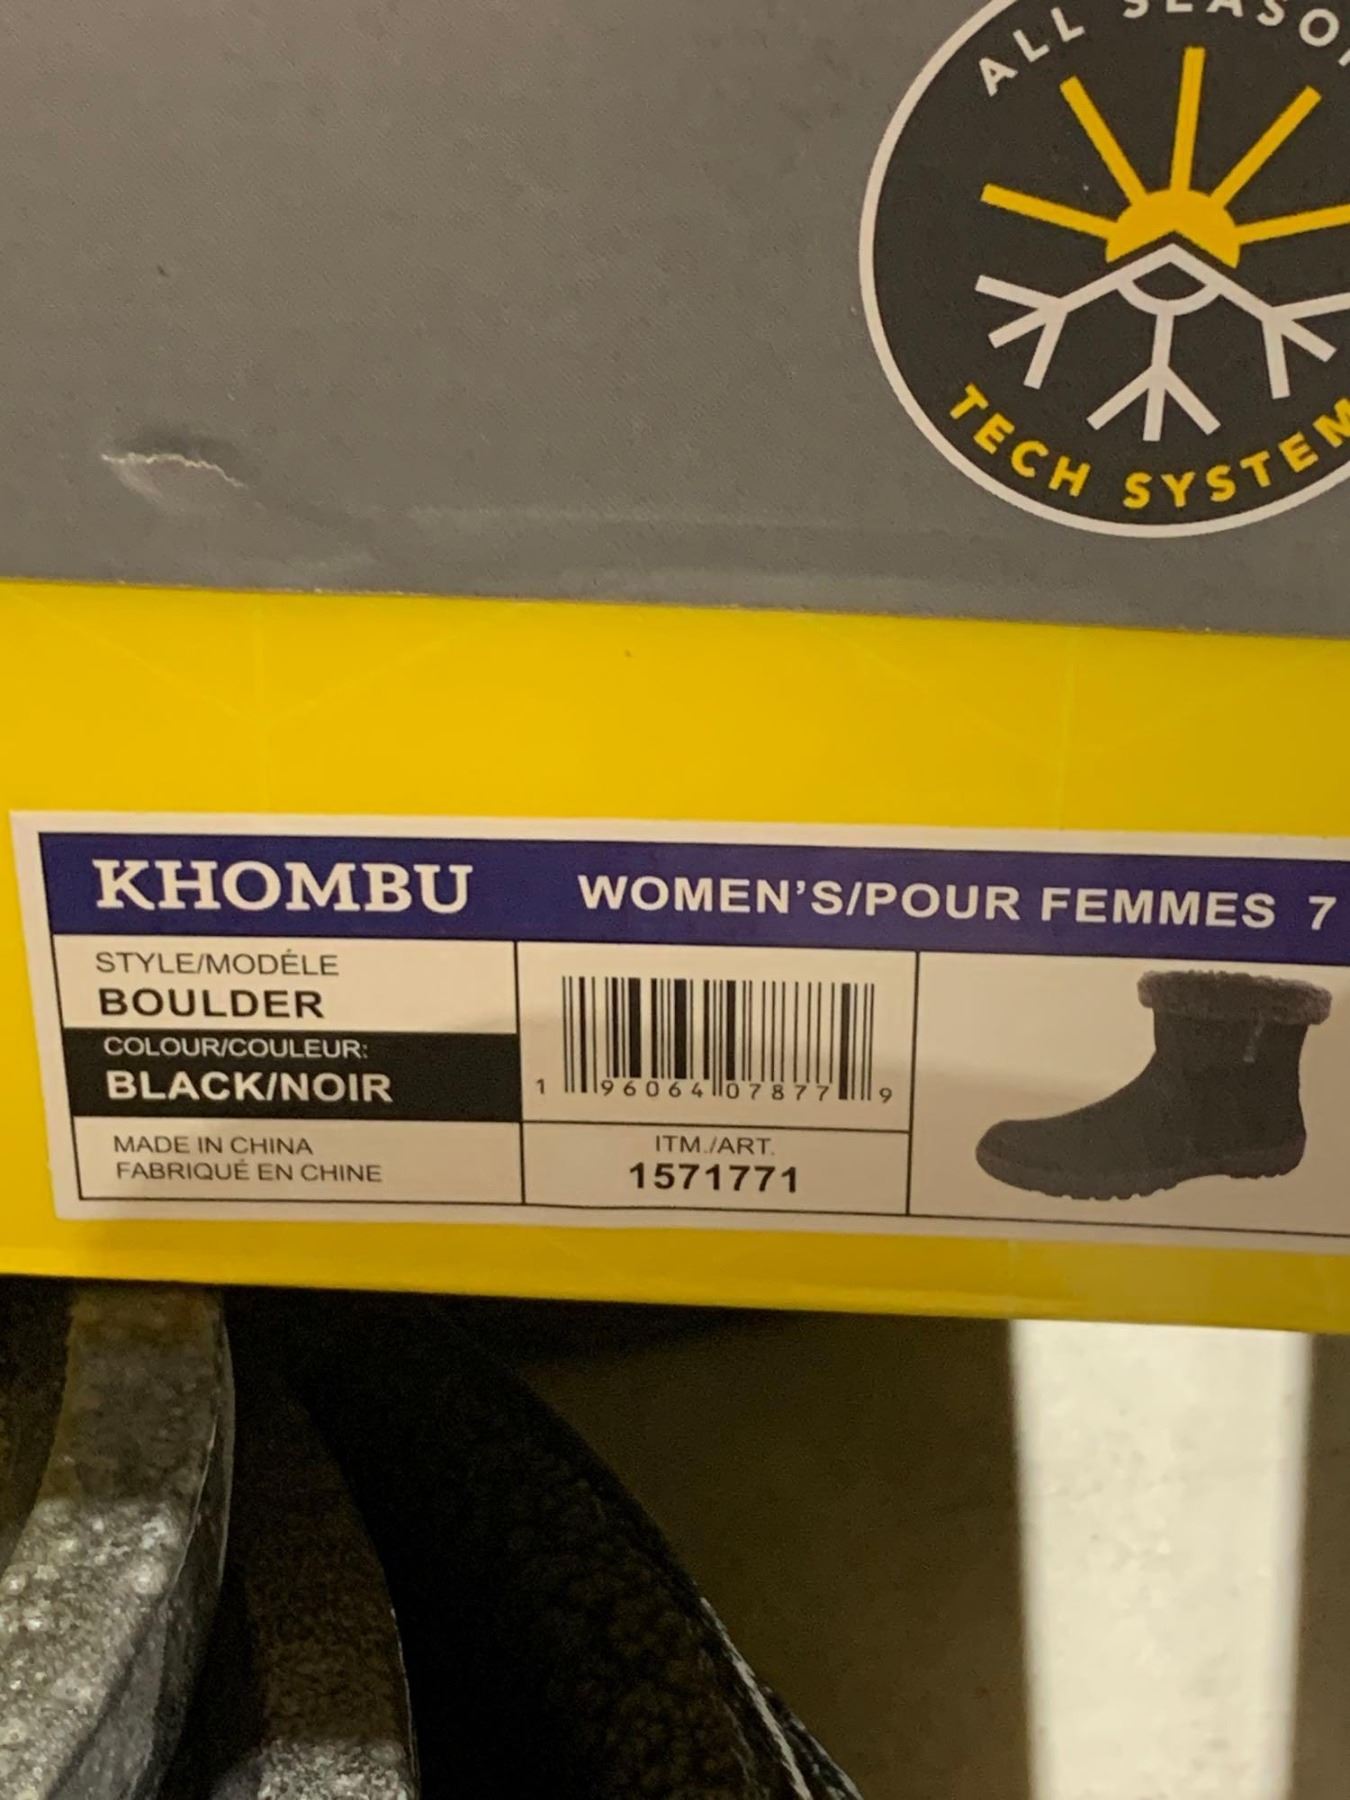 ALL SEASON
TECH SYSTEM
KHOMBU WOMEN'S/POUR FEMMES 7
STYLE/MODÉLE
BOULDER
COLOUR/COULEUR:
BLACK/NOIR
MADE IN CHINA
FABRIQUÉ EN CHINE
1 96064 07877 9
ITM./ART.
1571771